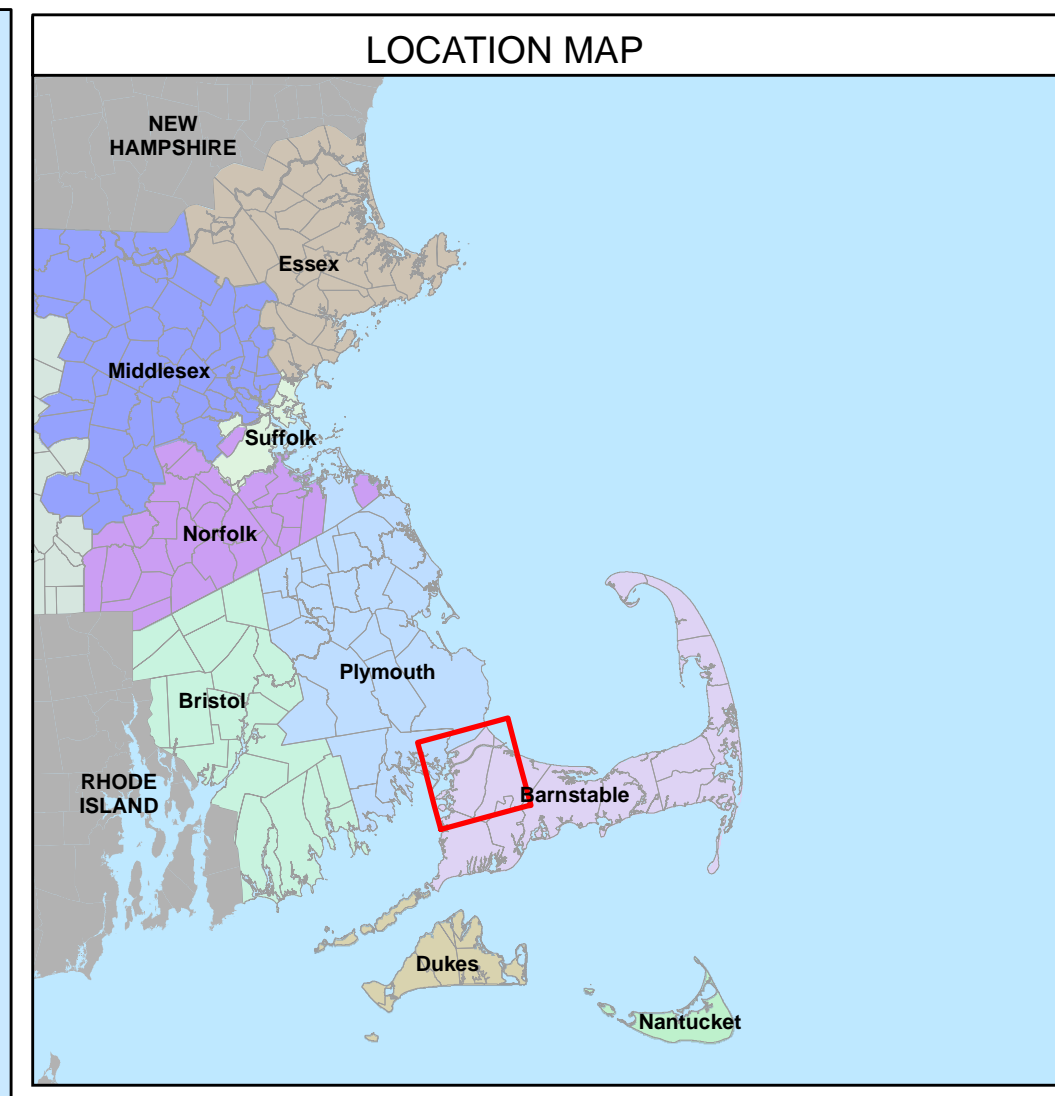 LOCATION MAP
NEW
HAMPSHIRE
Essex
Middlesex
Suffolk
Norfolk
Plymouth
Bristol
RHODE
ISLAND
Barnstable
Dukes
Nantucket